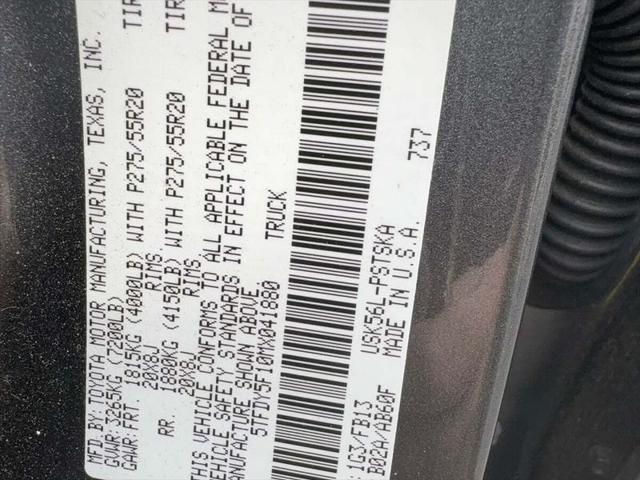 MFD.BY: TOYOTA MOTOR MANUFACTURING, TEXAS, INC.
GVWR: 3265KG (7200LB) TIR
GAWR: FRT. 1815KG (4000LB) WITH P275/55R20
20X8J RIMS, TIR
RR. 1880KG (4150LB) WITH P275/55R20
20X8J RIMS,
THIS VEHICLE CONFORMS TO ALL APPLICABLE FEDERAL M
VEHICLE SAFETY STANDARDS IN EFFECT ON THE DATE OF
MANUFACTURE SHOWN ABOVE.
5TFDY5F10MX041880 TRUCK
: 1G3/FB13 USK56L-PSTSKA 737
B02A/AB60F MADE IN U.S.A.